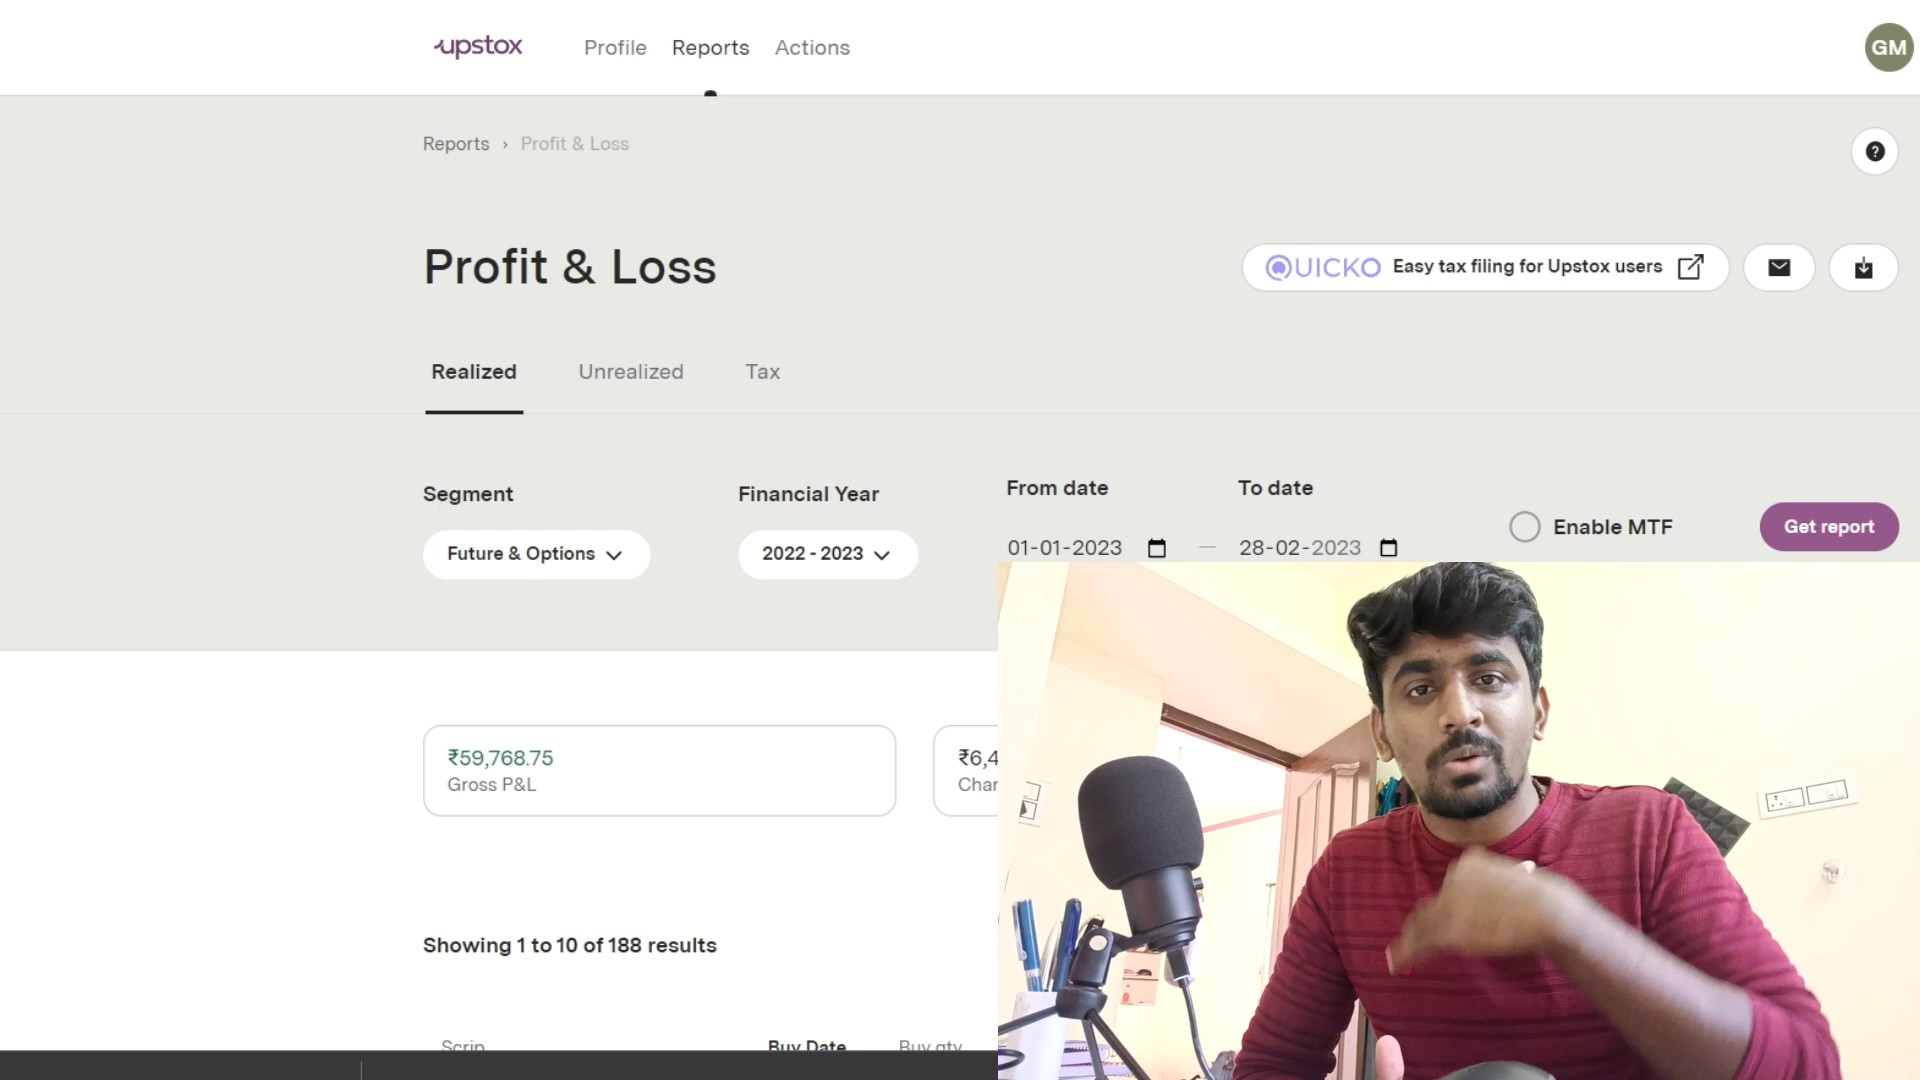 upstox Profile Reports Actions GM
Reports › Profit & Loss
?
Profit & Loss
QUICKO Easy tax filing for Upstox users
Realized Unrealized Tax
Segment Financial Year From date To date
Future & Options 2022 - 2023 01-01-2023 — 28-02-2023 Enable MTF Get report
₹59,768.75 ₹6,4
Gross P&L Char
Showing 1 to 10 of 188 results
Scrip Buy Date Buy qty